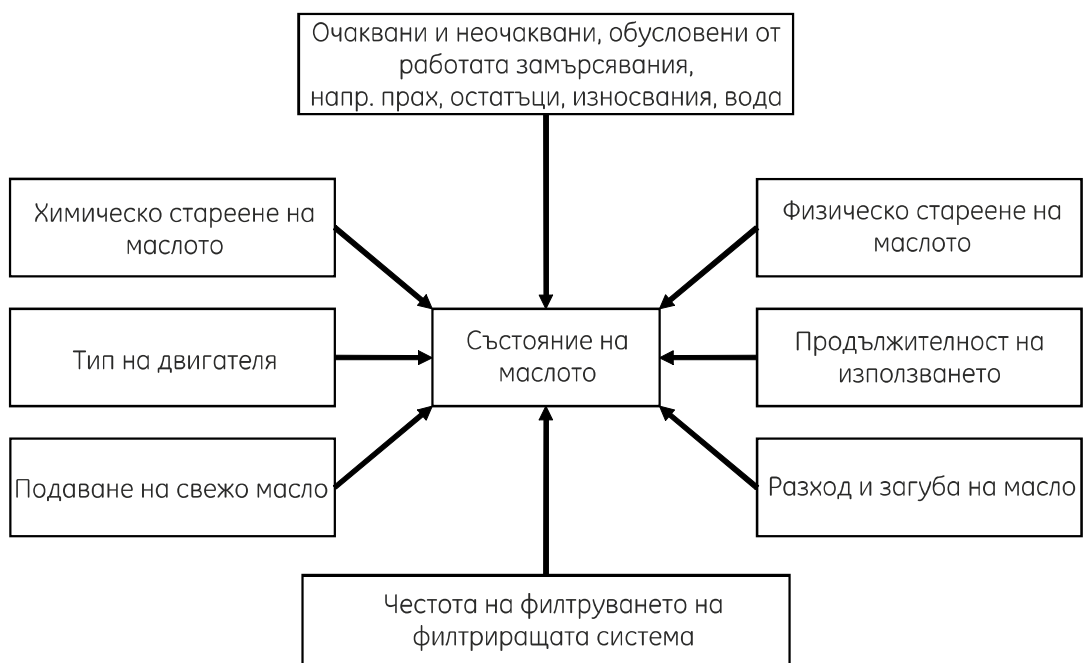 Очаквани и неочаквани, обусловени от
работата замърсявания,
напр. прах, остатъци, износвания, вода
Химическо стареене на
маслото
Физическо стареене на
маслото
Тип на двигателя
Състояние на
маслото
Продължителност на
използването
Подаване на свежо масло
Разход и загуба на масло
Честота на филтруването на
филтриращата система